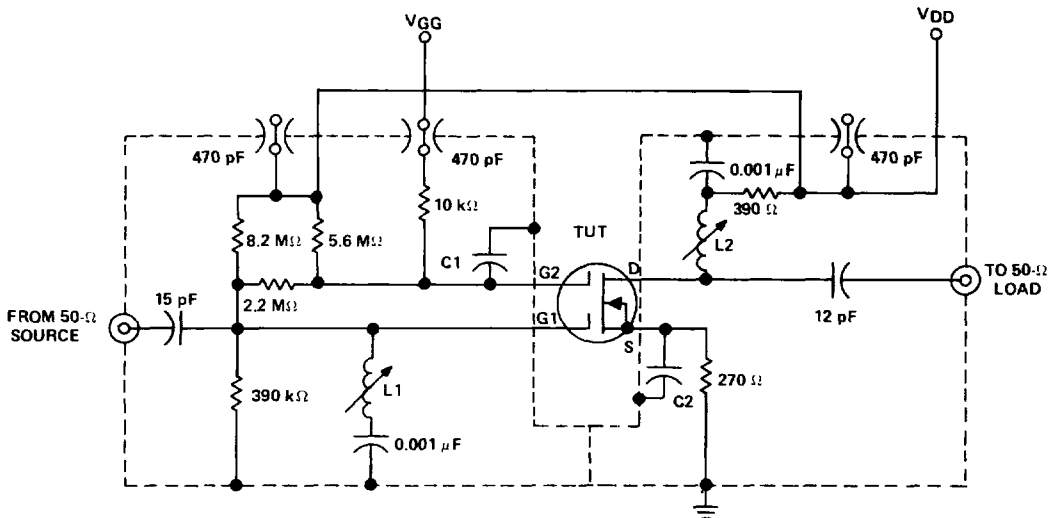 VGG
VDD
470 pF
470 pF
470 pF
0.001 μF
390 Ω
10 kΩ
8.2 MΩ
5.6 MΩ
C1
TUT
L2
G2
D
2.2 MΩ
15 pF
TO 50-Ω
LOAD
12 pF
FROM 50-Ω
SOURCE
G1
S
390 kΩ
L1
C2
270 Ω
0.001 μF